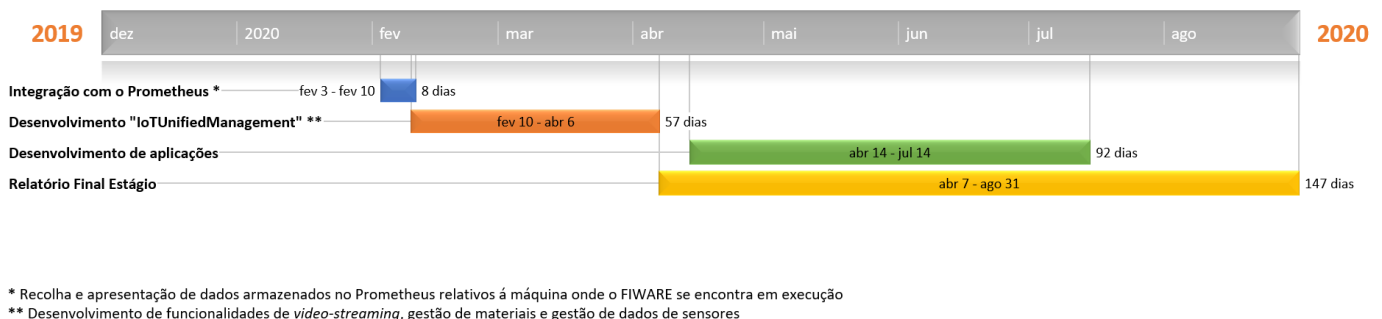 2019 dez 2020 fev mar abr mai jun jul ago 2020
Integração com o Prometheus * fev 3 - fev 10 8 dias
Desenvolvimento "IoTUnifiedManagement" ** fev 10 - abr 6 57 dias
Desenvolvimento de aplicações abr 14 - jul 14 92 dias
Relatório Final Estágio abr 7 - ago 31 147 dias
* Recolha e apresentação de dados armazenados no Prometheus relativos á máquina onde o FIWARE se encontra em execução
** Desenvolvimento de funcionalidades de video-streaming, gestão de materiais e gestão de dados de sensores